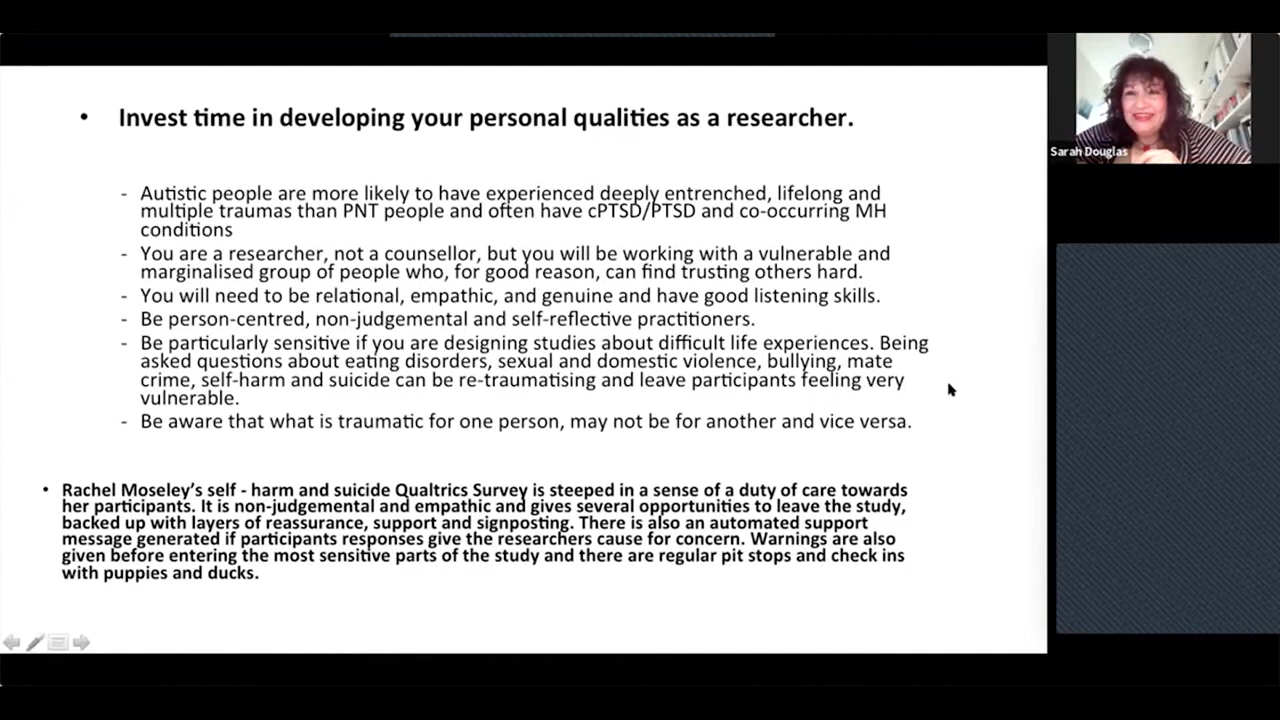 • Invest time in developing your personal qualities as a researcher.
Sarah Douglas
- Autistic people are more likely to have experienced deeply entrenched, lifelong and
multiple traumas than PNT people and often have cPTSD/PTSD and co-occurring MH
conditions
- You are a researcher, not a counsellor, but you will be working with a vulnerable and
marginalised group of people who, for good reason, can find trusting others hard.
- You will need to be relational, empathic, and genuine and have good listening skills.
- Be person-centred, non-judgemental and self-reflective practitioners.
- Be particularly sensitive if you are designing studies about difficult life experiences. Being
asked questions about eating disorders, sexual and domestic violence, bullying, mate
crime, self-harm and suicide can be re-traumatising and leave participants feeling very
vulnerable.
- Be aware that what is traumatic for one person, may not be for another and vice versa.
• Rachel Moseley's self - harm and suicide Qualtrics Survey is steeped in a sense of a duty of care towards
her participants. It is non-judgemental and empathic and gives several opportunities to leave the study,
backed up with layers of reassurance, support and signposting. There is also an automated support
message generated if participants responses give the researchers cause for concern. Warnings are also
given before entering the most sensitive parts of the study and there are regular pit stops and check ins
with puppies and ducks.